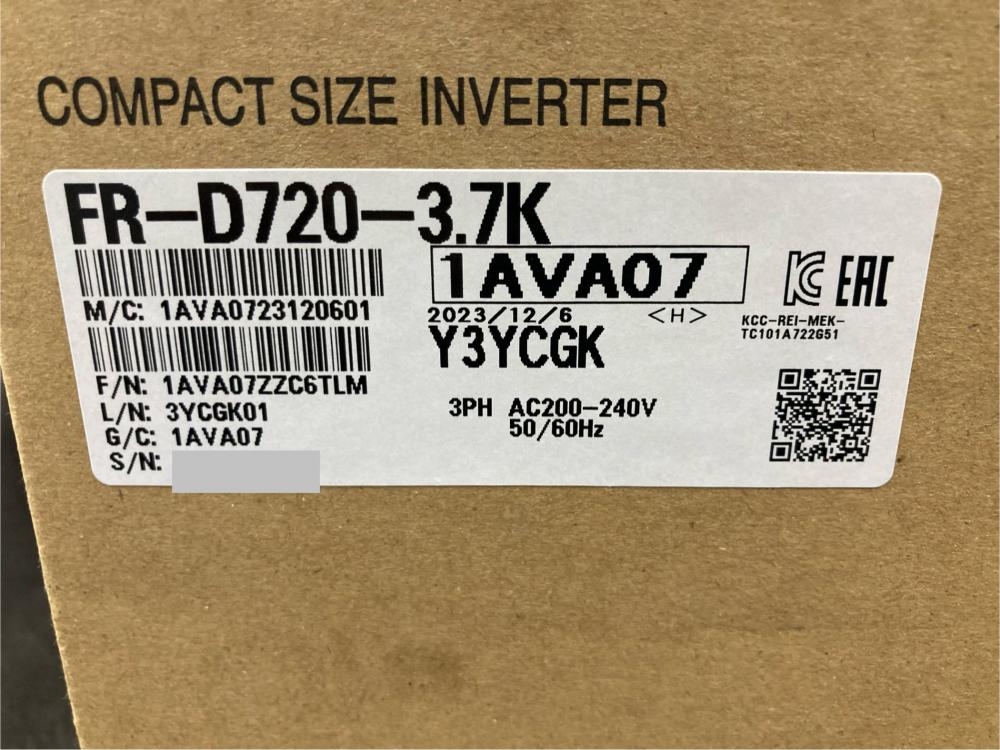 COMPACT SIZE INVERTER
FR-D720-3.7K
1AVA07
M/C: 1AVA0723120601
2023/12/6 <H>
KCC-REI-MEK-
TC101A722G51
EAC
Y3YCGK
F/N: 1AVA07ZZC6TLM
L/N: 3YCGK01
G/C: 1AVA07
S/N:
3PH AC200-240V
50/60Hz